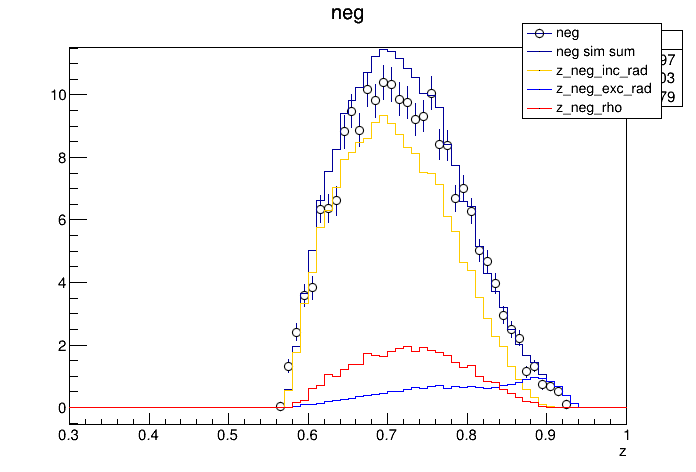 neg
neg
neg sim sum
z_neg_inc_rad
z_neg_exc_rad
z_neg_rho
97
03
79
10
8
6
4
2
0
0.3 0.4 0.5 0.6 0.7 0.8 0.9 1
z